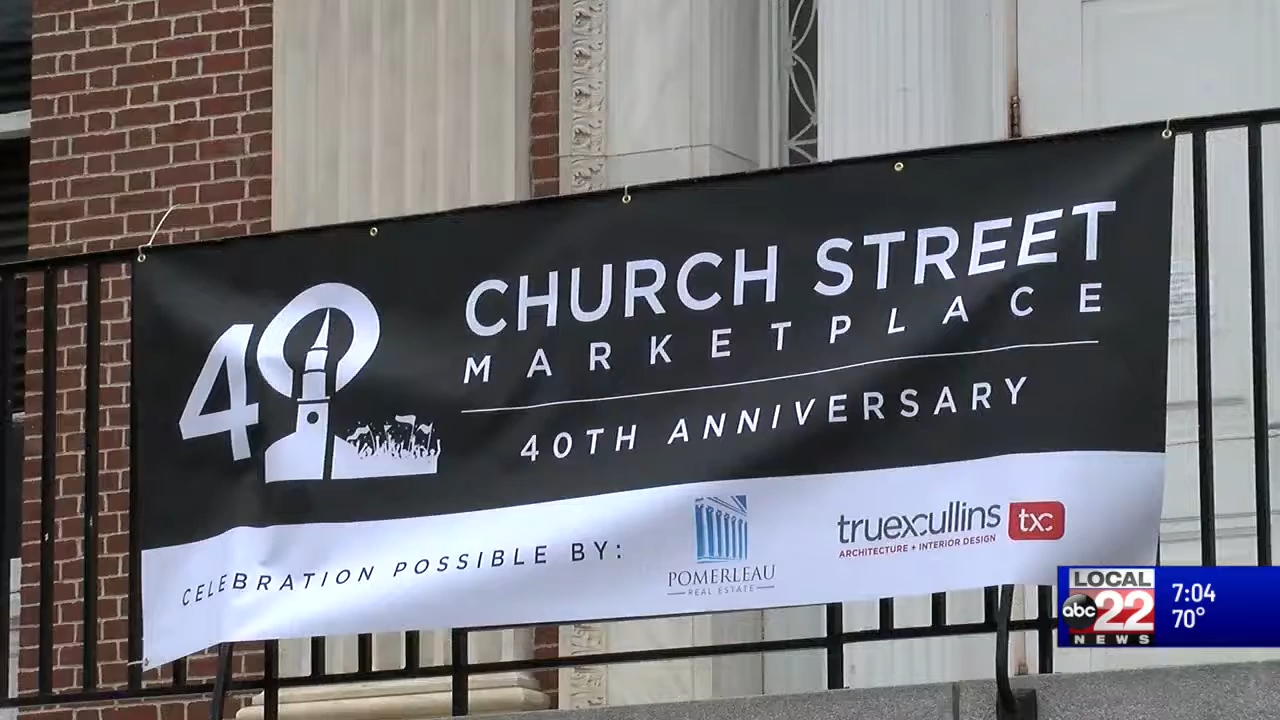 40
CHURCH STREET
MARKETPLACE
40TH ANNIVERSARY
CELEBRATION POSSIBLE BY:
POMERLEAU
REAL ESTATE
truexcullins txc
ARCHITECTURE + INTERIOR DESIGN
LOCAL
abc 22
NEWS
7:04
70°